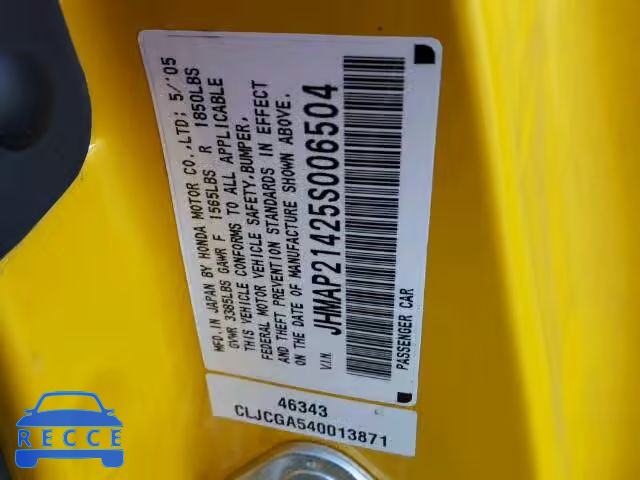 MFD.IN JAPAN BY HONDA MOTOR CO.,LTD; 5/'05
GVWR 3385LBS GAWR F 1565LBS R 1850LBS
THIS VEHICLE CONFORMS TO ALL APPLICABLE
FEDERAL MOTOR VEHICLE SAFETY,BUMPER,
AND THEFT PREVENTION STANDARDS IN EFFECT
ON THE DATE OF MANUFACTURE SHOWN ABOVE.
V.I.N. JHMAP21425S006504
PASSENGER CAR
46343
CLJCGA540013871
RECCE